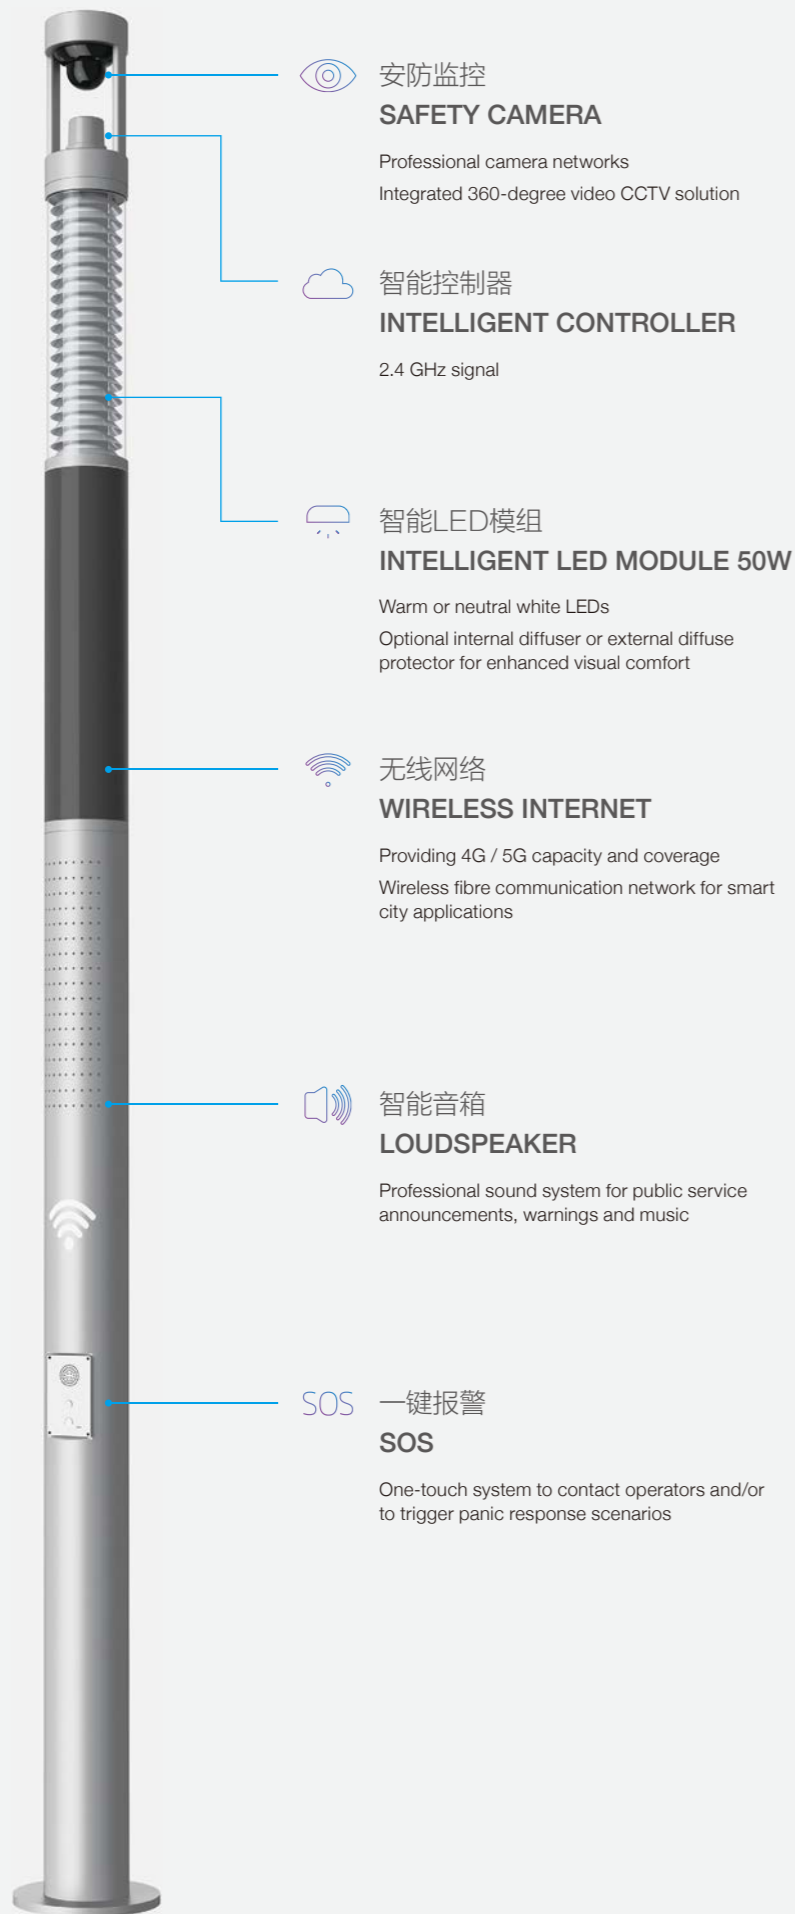 安防监控
SAFETY CAMERA
Professional camera networks
Integrated 360-degree video CCTV solution
智能控制器
INTELLIGENT CONTROLLER
2.4 GHz signal
智能LED模组
INTELLIGENT LED MODULE 50W
Warm or neutral white LEDs
Optional internal diffuser or external diffuse
protector for enhanced visual comfort
无线网络
WIRELESS INTERNET
Providing 4G / 5G capacity and coverage
Wireless fibre communication network for smart
city applications
智能音箱
LOUDSPEAKER
Professional sound system for public service
announcements, warnings and music
SOS 一键报警
SOS
One-touch system to contact operators and/or
to trigger panic response scenarios